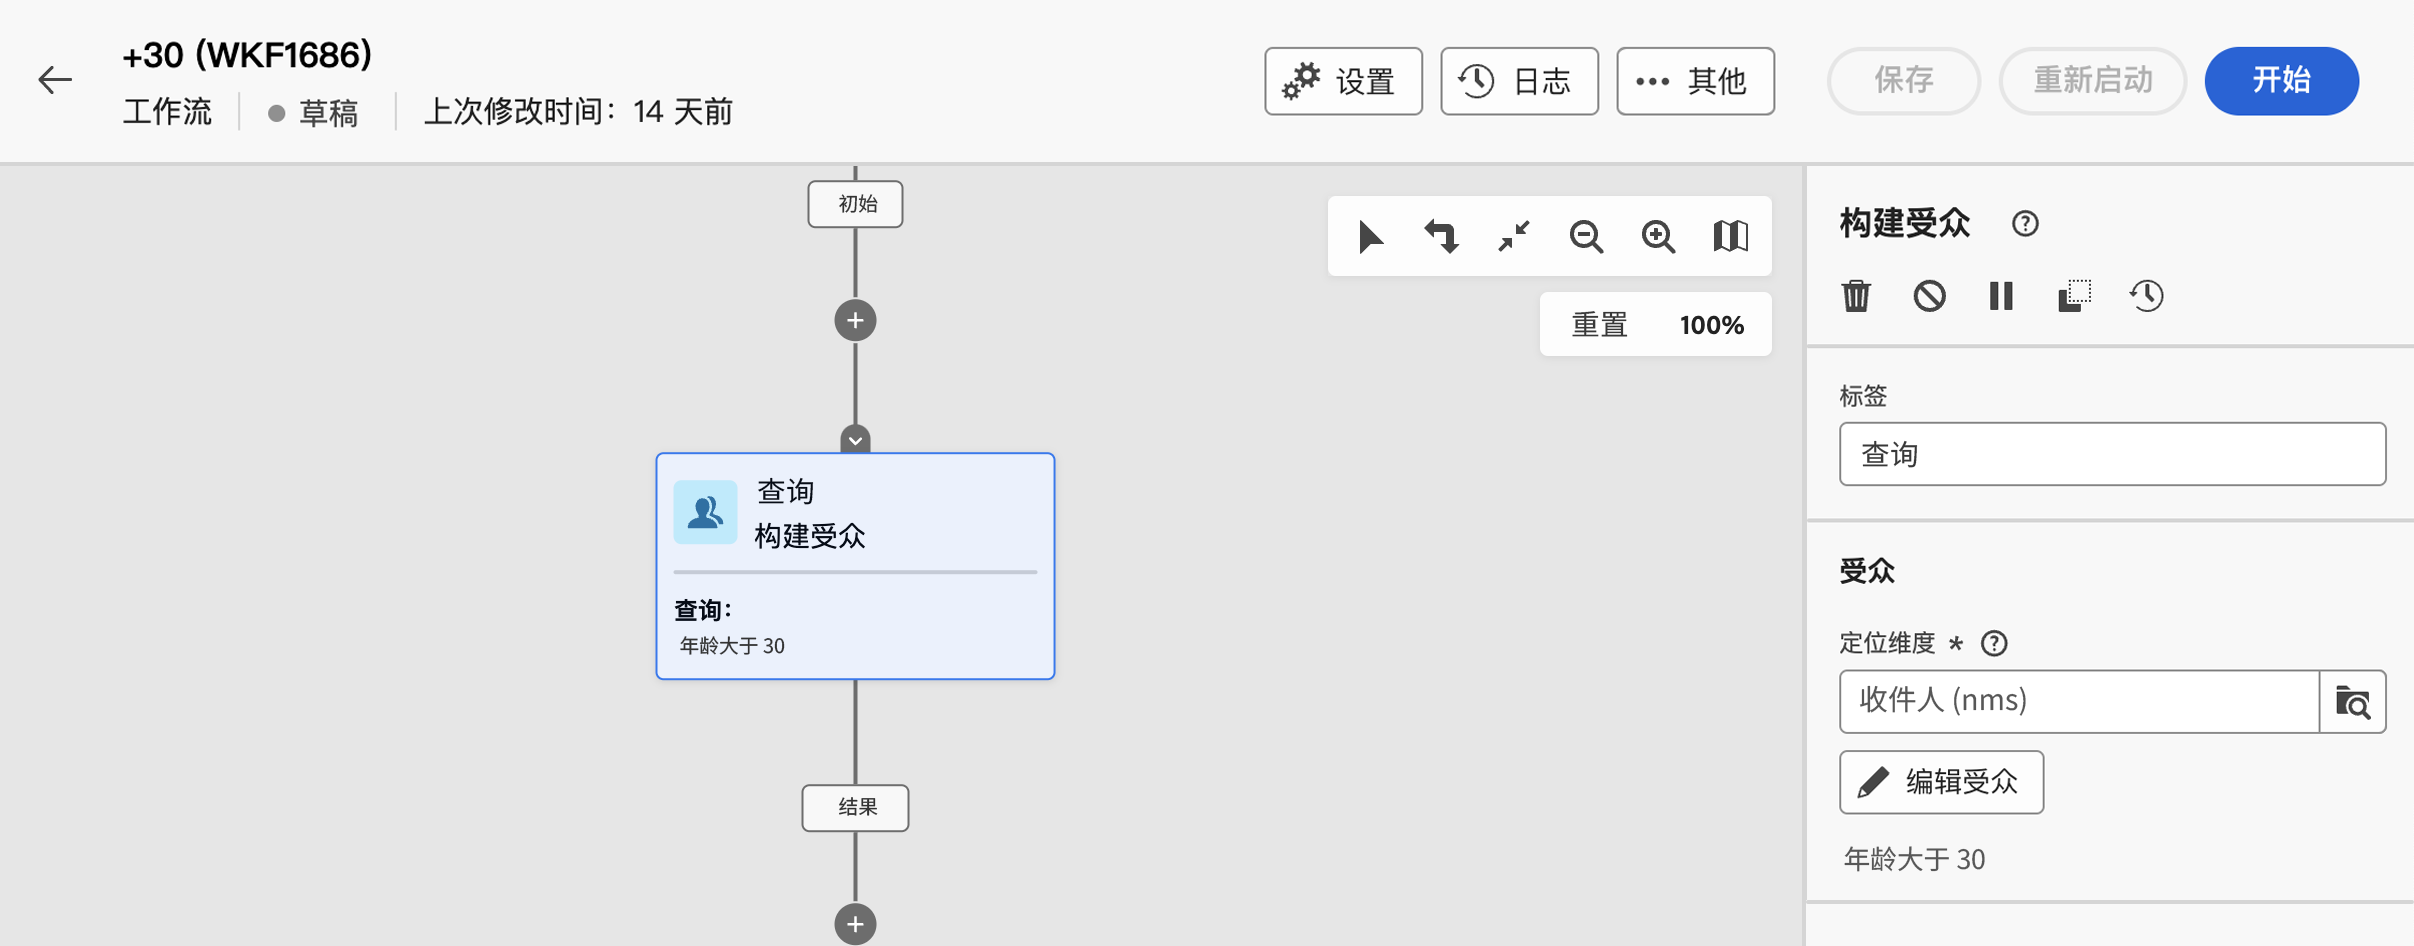 +30 (WKF1686)
工作流
草稿
上次修改时间：14 天前
设置
日志
其他
保存
重新启动
开始
初始
重置 100%
查询
构建受众
查询：
年龄大于 30
结果
构建受众
标签
查询
受众
定位维度 *
收件人 (nms)
编辑受众
年龄大于 30